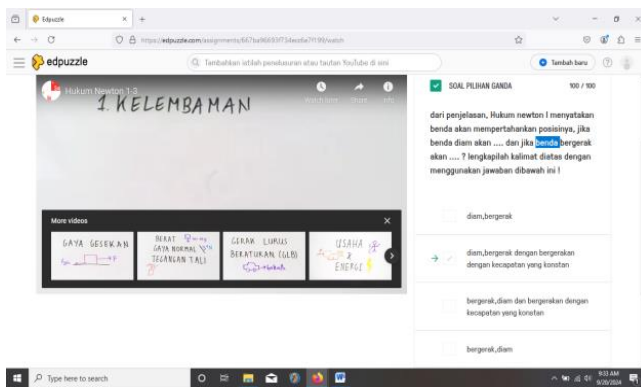 Edpuzzle
https://edpuzzle.com/assignments/
edpuzzle
Tambahkan istilah penelusuran atau tautan YouTube di sini
Tambah baru
Hukum Newton 1-3
Watch later
Share
Info
1. KELEMBAMAN
More videos
GAYA GESEKAN
BERAT
GAYA NORMAL
TEGANGAN TALI
GERAK LURUS
BERATURAN (GLB)
USAHA
&
ENERGI
SOAL PILIHAN GANDA
100 / 100
dari penjelasan, Hukum newton I menyatakan
benda akan mempertahankan posisinya, jika
benda diam akan .... dan jika benda bergerak
akan .... ? lengkapilah kalimat diatas dengan
menggunakan jawaban dibawah ini !
diam,bergerak
diam,bergerak dengan bergerakan
dengan kecapatan yang konstan
bergerak,diam dan bergerakan dengan
kecapatan yang konstan
bergerak,diam
Type here to search
9:33 AM
9/20/2024